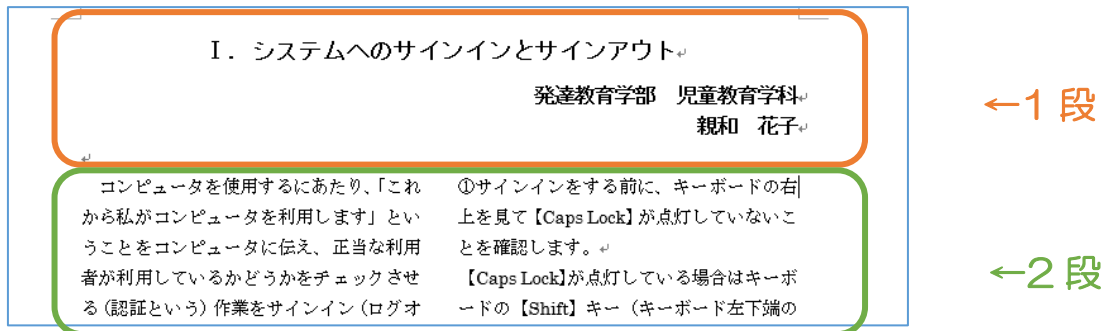 Ⅰ．システムへのサインインとサインアウト
発達教育学部　児童教育学科
親和　花子
←1 段
コンピュータを使用するにあたり、「これ
から私がコンピュータを利用します」とい
うことをコンピュータに伝え、正当な利用
者が利用しているかどうかをチェックさせ
る（認証という）作業をサインイン（ログオ
①サインインをする前に、キーボードの右
上を見て【Caps Lock】が点灯していないこ
とを確認します。
【Caps Lock】が点灯している場合はキーボ
ードの【Shift】キー（キーボード左下端の
←2 段